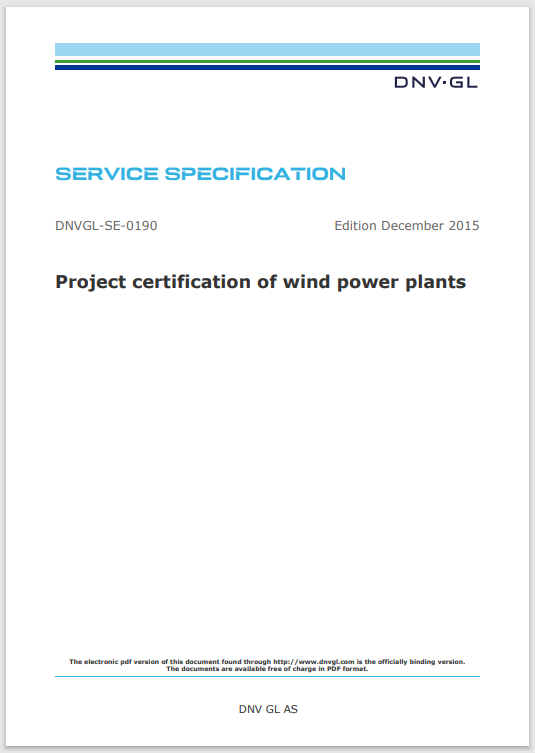 DNV·GL
SERVICE SPECIFICATION
DNVGL-SE-0190 Edition December 2015
Project certification of wind power plants
The electronic pdf version of this document found through http://www.dnvgl.com is the officially binding version.
The documents are available free of charge in PDF format.
DNV GL AS